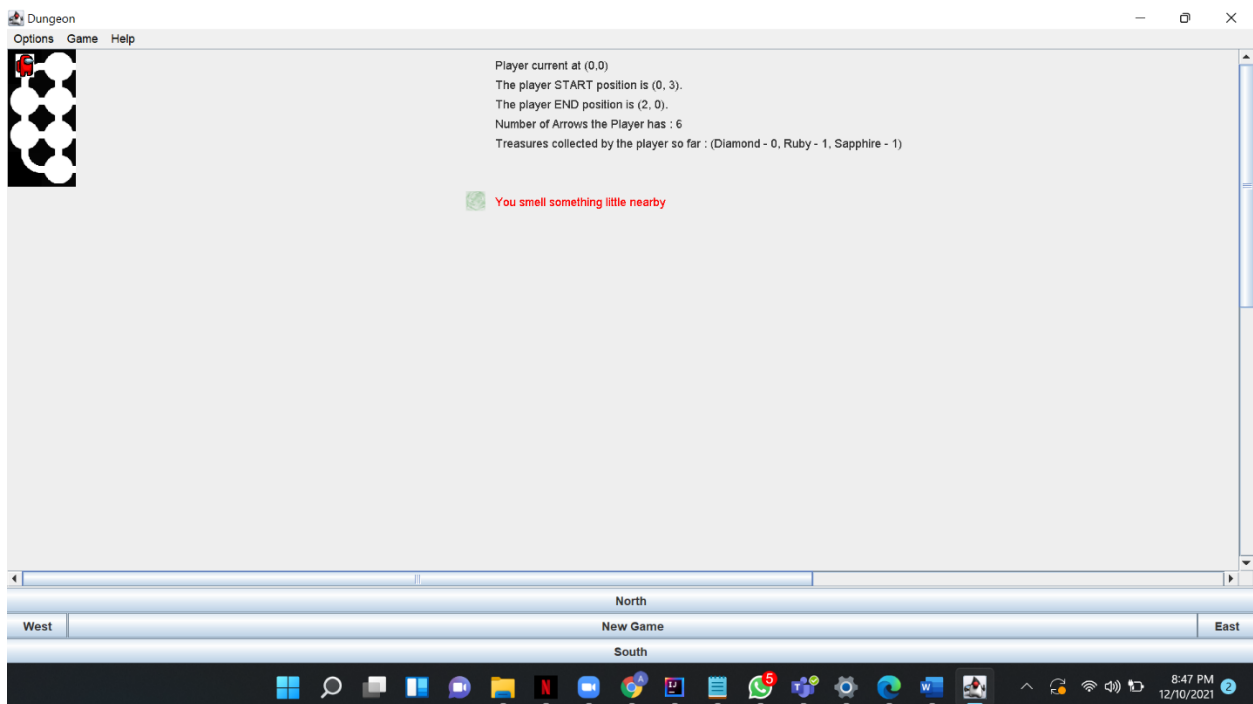 Dungeon
Options Game Help
Player current at (0,0)
The player START position is (0, 3).
The player END position is (2, 0).
Number of Arrows the Player has : 6
Treasures collected by the player so far : (Diamond - 0, Ruby - 1, Sapphire - 1)
You smell something little nearby
North
West New Game East
South
5
8:47 PM
12/10/2021
2